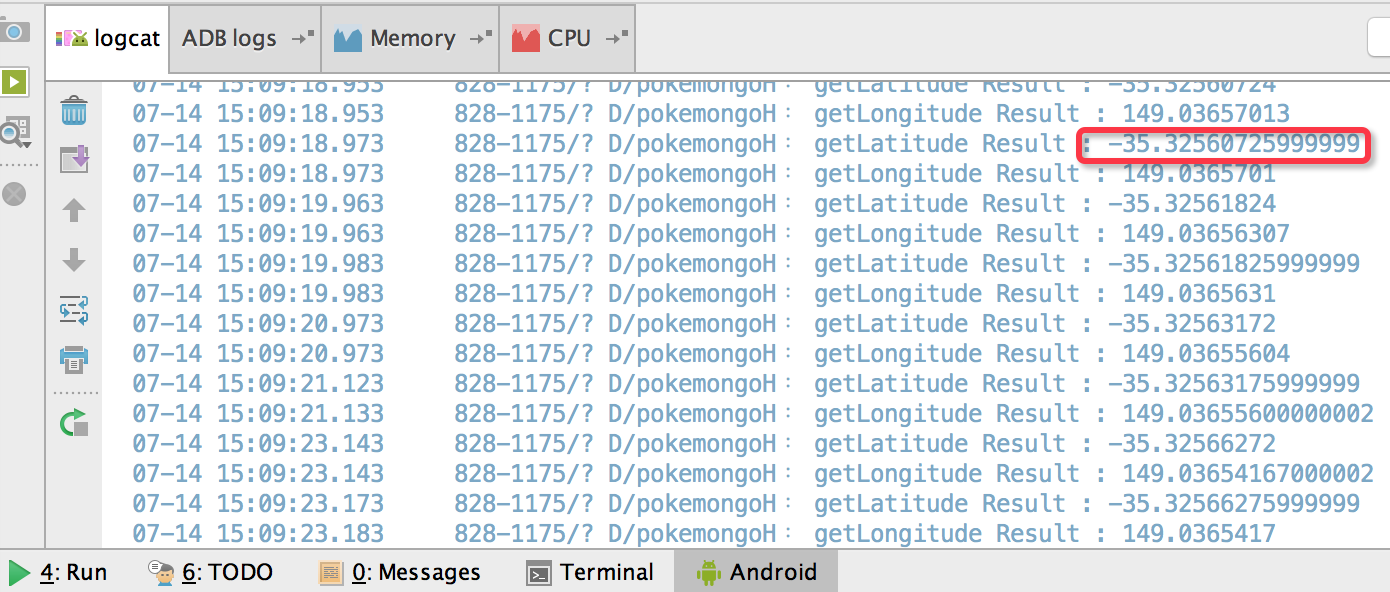 logcat ADB logs Memory CPU
07-14 15:09:18.953 828-1175/? D/pokemongoH: getLatitude Result : -35.32560724
07-14 15:09:18.953 828-1175/? D/pokemongoH: getLongitude Result : 149.03657013
07-14 15:09:18.973 828-1175/? D/pokemongoH: getLatitude Result : -35.32560725999999
07-14 15:09:18.973 828-1175/? D/pokemongoH: getLongitude Result : 149.0365701
07-14 15:09:19.963 828-1175/? D/pokemongoH: getLatitude Result : -35.32561824
07-14 15:09:19.963 828-1175/? D/pokemongoH: getLongitude Result : 149.03656307
07-14 15:09:19.983 828-1175/? D/pokemongoH: getLatitude Result : -35.32561825999999
07-14 15:09:19.983 828-1175/? D/pokemongoH: getLongitude Result : 149.0365631
07-14 15:09:20.973 828-1175/? D/pokemongoH: getLatitude Result : -35.32563172
07-14 15:09:20.973 828-1175/? D/pokemongoH: getLongitude Result : 149.03655604
07-14 15:09:21.123 828-1175/? D/pokemongoH: getLatitude Result : -35.32563175999999
07-14 15:09:21.133 828-1175/? D/pokemongoH: getLongitude Result : 149.03655600000002
07-14 15:09:23.143 828-1175/? D/pokemongoH: getLatitude Result : -35.32566272
07-14 15:09:23.143 828-1175/? D/pokemongoH: getLongitude Result : 149.03654167000002
07-14 15:09:23.173 828-1175/? D/pokemongoH: getLatitude Result : -35.32566275999999
07-14 15:09:23.183 828-1175/? D/pokemongoH: getLongitude Result : 149.0365417
4: Run 6: TODO 0: Messages Terminal Android